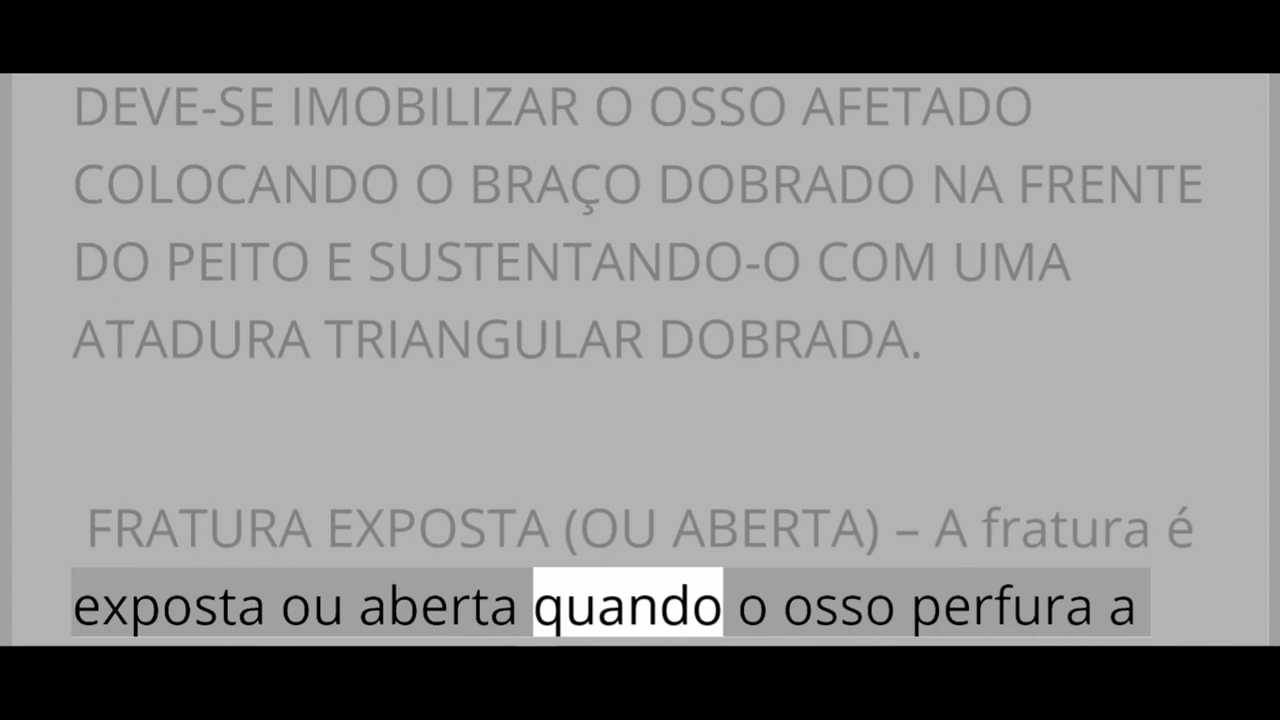 DEVE-SE IMOBILIZAR O OSSO AFETADO
COLOCANDO O BRAÇO DOBRADO NA FRENTE
DO PEITO E SUSTENTANDO-O COM UMA
ATADURA TRIANGULAR DOBRADA.
FRATURA EXPOSTA (OU ABERTA) – A fratura é
exposta ou aberta quando o osso perfura a